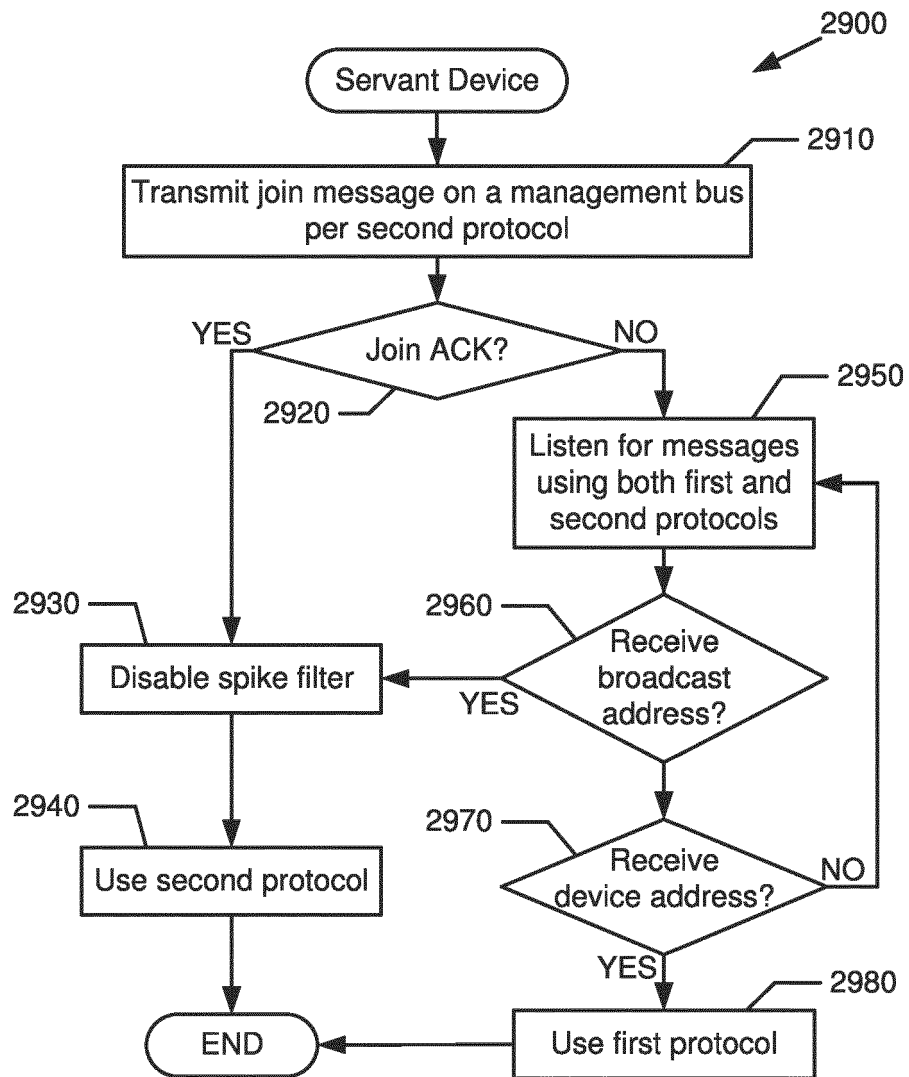 2900
Servant Device
2910
Transmit join message on a management bus
per second protocol
YES
NO
Join ACK?
2920
2950
Listen for messages
using both first and
second protocols
2930
2960
Disable spike filter
Receive
broadcast
address?
YES
2940
2970
Use second protocol
Receive
device address?
NO
YES
2980
END
Use first protocol